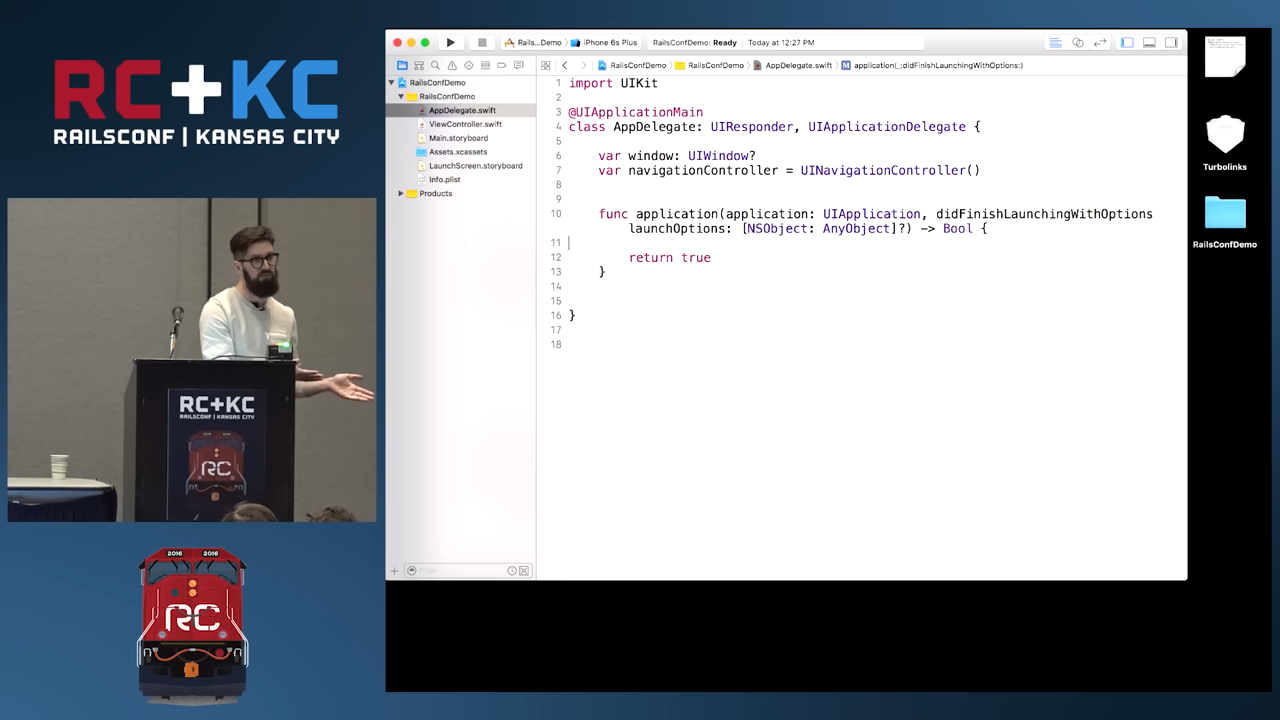 RC+KC
RAILSCONF | KANSAS CITY
RC+KC
RAILSCONF | KANSAS CITY
RC
2016 2016
RC
Rails...Demo iPhone 6s Plus RailsConfDemo: Ready Today at 12:27 PM
RailsConfDemo RailsConfDemo AppDelegate.swift application(_:didFinishLaunchingWithOptions:)
RailsConfDemo
RailsConfDemo
AppDelegate.swift
ViewController.swift
Main.storyboard
Assets.xcassets
LaunchScreen.storyboard
Info.plist
Products
Filter
1 import UIKit
2
3 @UIApplicationMain
4 class AppDelegate: UIResponder, UIApplicationDelegate {
5
6 var window: UIWindow?
7 var navigationController = UINavigationController()
8
9
10 func application(application: UIApplication, didFinishLaunchingWithOptions
launchOptions: [NSObject: AnyObject]?) -> Bool {
11
12 return true
13 }
14
15
16 }
17
18
Turbolinks
RailsConfDemo